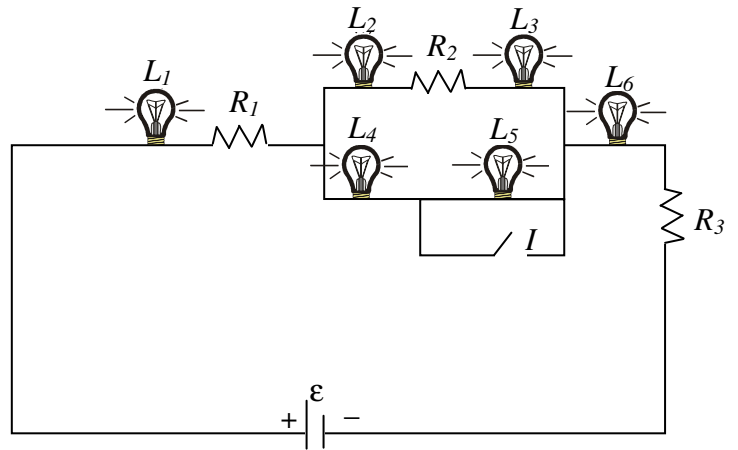 L₂ R₂ L₃
L₁ R₁ L₆
L₄ L₅
R₃
I
ε
+ −